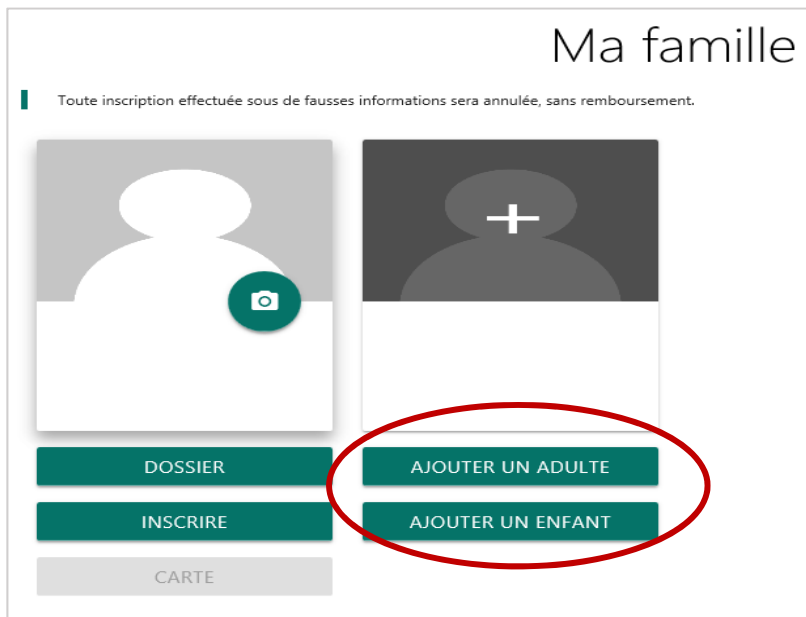 Ma famille
Toute inscription effectuée sous de fausses informations sera annulée, sans remboursement.
DOSSIER
AJOUTER UN ADULTE
INSCRIRE
AJOUTER UN ENFANT
CARTE